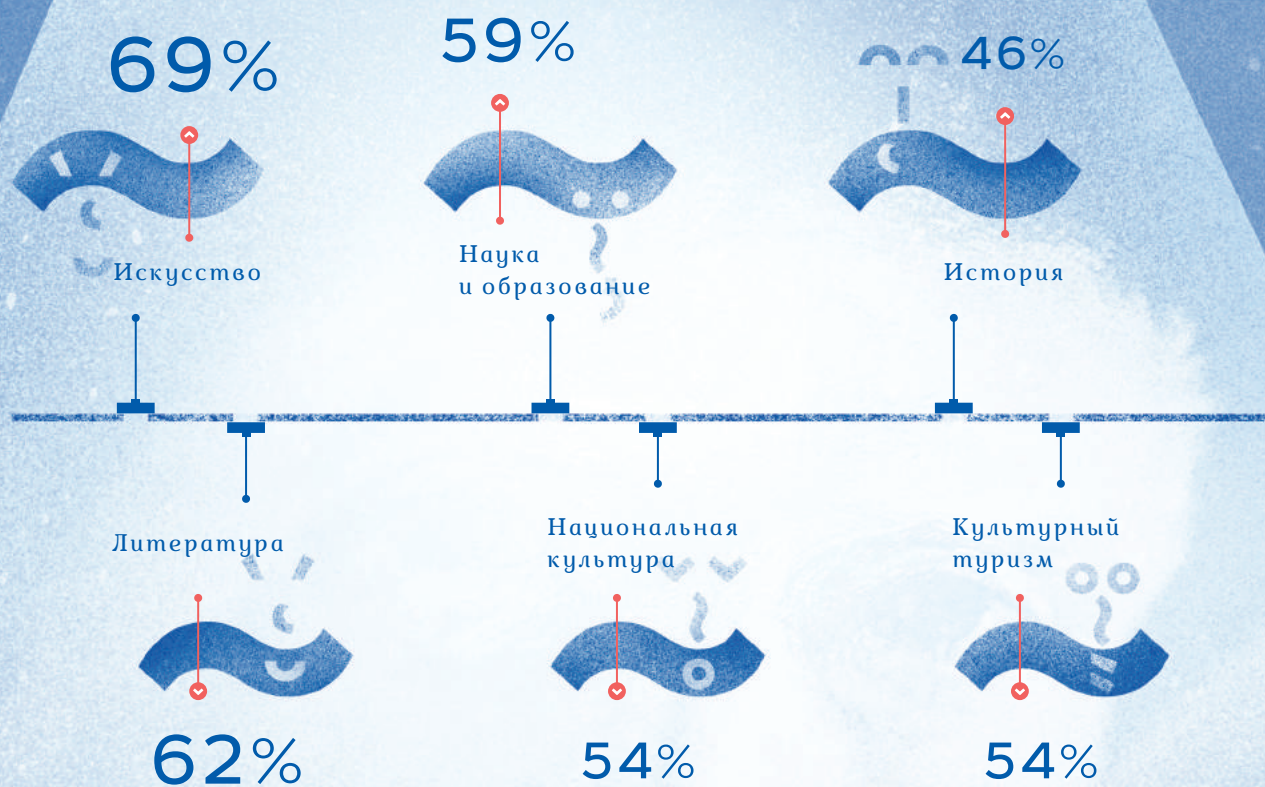 69%
59%
46%
Искусство
Наука
и образование
История
Литература
Национальная
культура
Культурный
туризм
62%
54%
54%